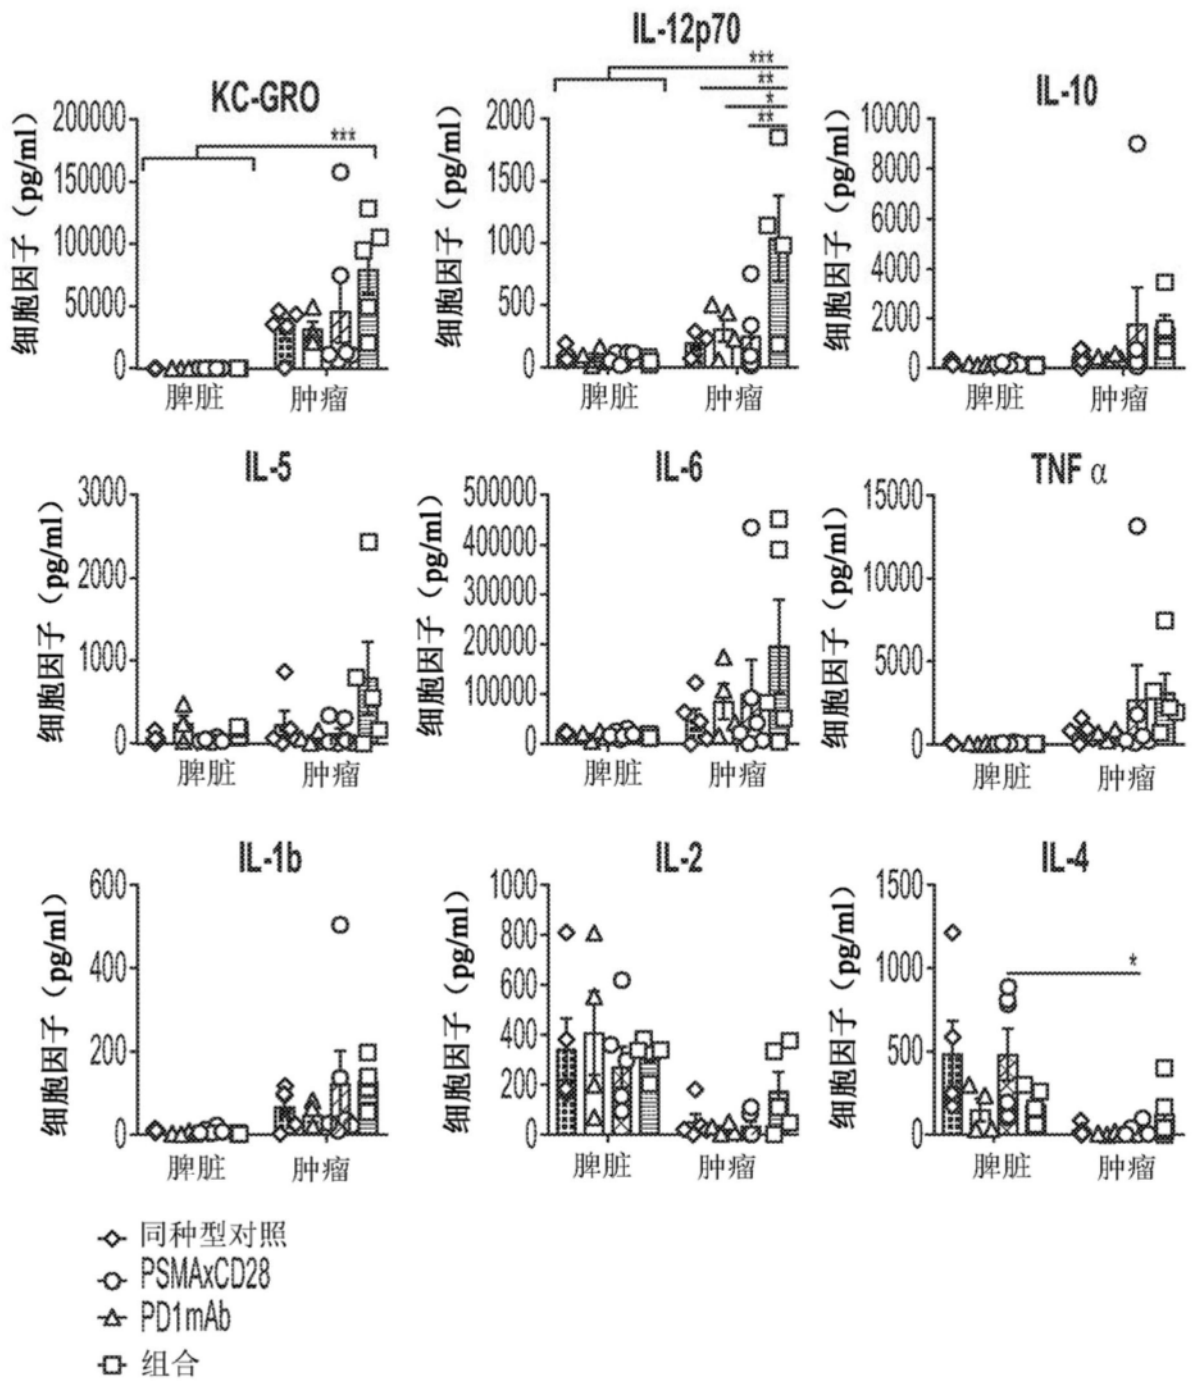 KC-GRO
细胞因子（pg/ml）
200000
150000
100000
50000
0
***
脾脏
肿瘤
IL-12p70
细胞因子（pg/ml）
2000
1500
1000
500
0
***
**
*
**
脾脏
肿瘤
IL-10
细胞因子（pg/ml）
10000
8000
6000
4000
2000
0
脾脏
肿瘤
IL-5
细胞因子（pg/ml）
3000
2000
1000
0
脾脏
肿瘤
IL-6
细胞因子（pg/ml）
500000
400000
300000
200000
100000
0
脾脏
肿瘤
TNF α
细胞因子（pg/ml）
15000
10000
5000
0
脾脏
肿瘤
IL-1b
细胞因子（pg/ml）
600
400
200
0
脾脏
肿瘤
IL-2
细胞因子（pg/ml）
1000
800
600
400
200
0
脾脏
肿瘤
IL-4
细胞因子（pg/ml）
1500
1000
500
0
*
脾脏
肿瘤
同种型对照
PSMAxCD28
PD1mAb
组合